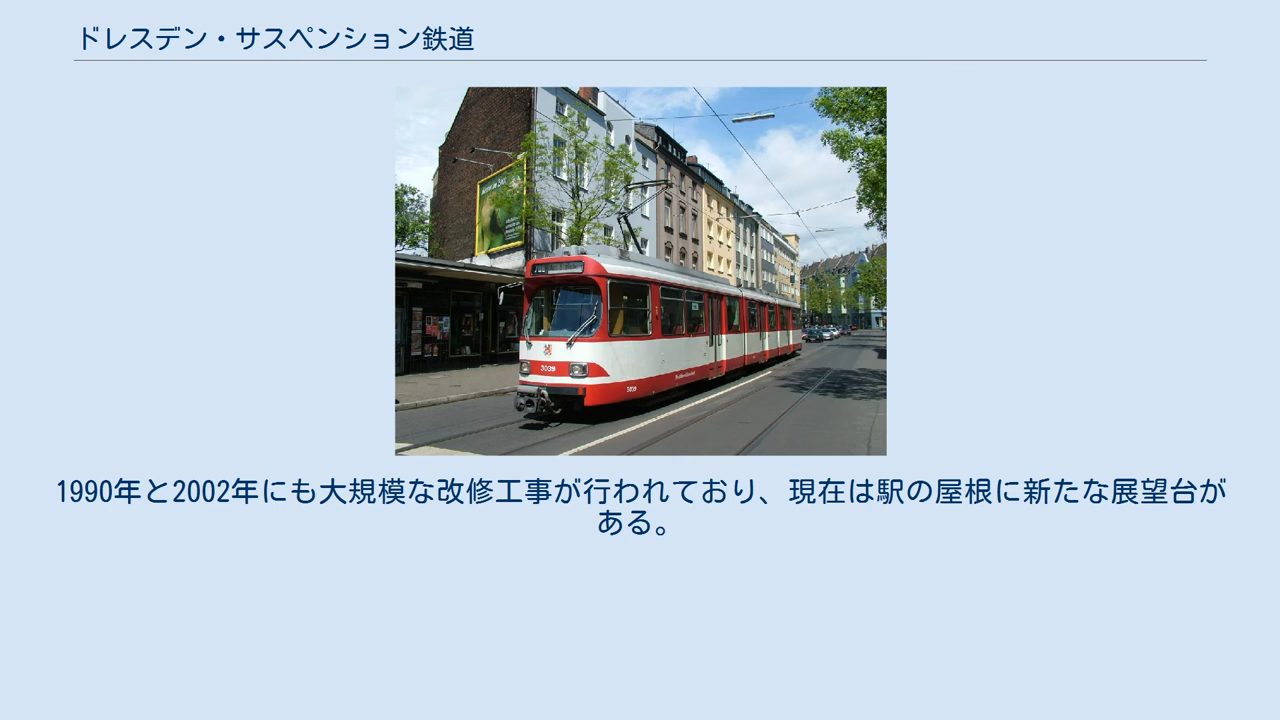 ドレスデン・サスペンション鉄道
3039
3039
1990年と2002年にも大規模な改修工事が行われており、現在は駅の屋根に新たな展望台が
ある。